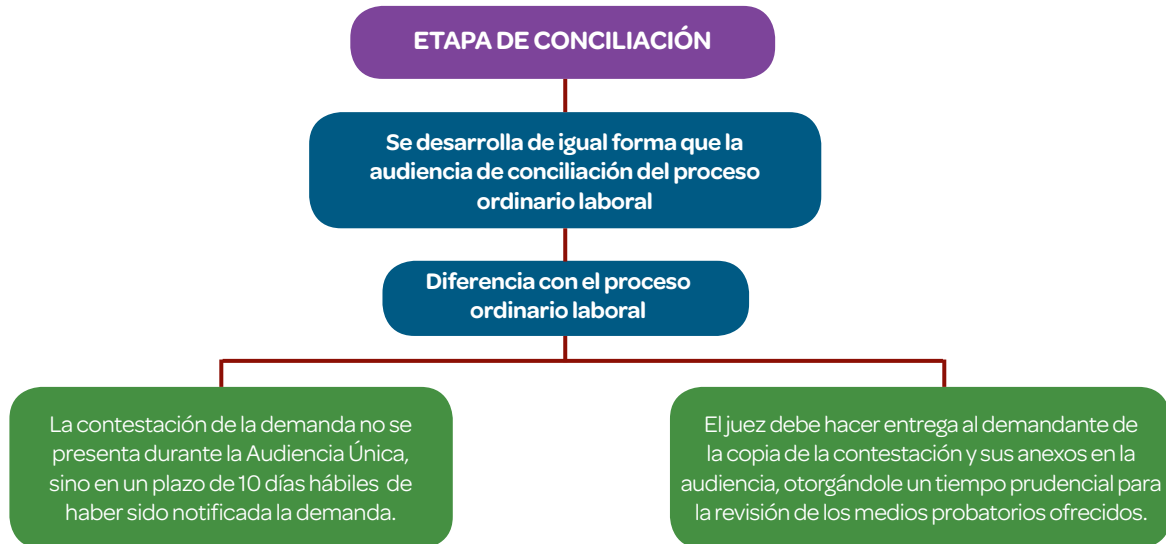 ETAPA DE CONCILIACIÓN
Se desarrolla de igual forma que la
audiencia de conciliación del proceso
ordinario laboral
Diferencia con el proceso
ordinario laboral
La contestación de la demanda no se
presenta durante la Audiencia Única,
sino en un plazo de 10 días hábiles de
haber sido notificada la demanda.
El juez debe hacer entrega al demandante de
la copia de la contestación y sus anexos en la
audiencia, otorgándole un tiempo prudencial para
la revisión de los medios probatorios ofrecidos.